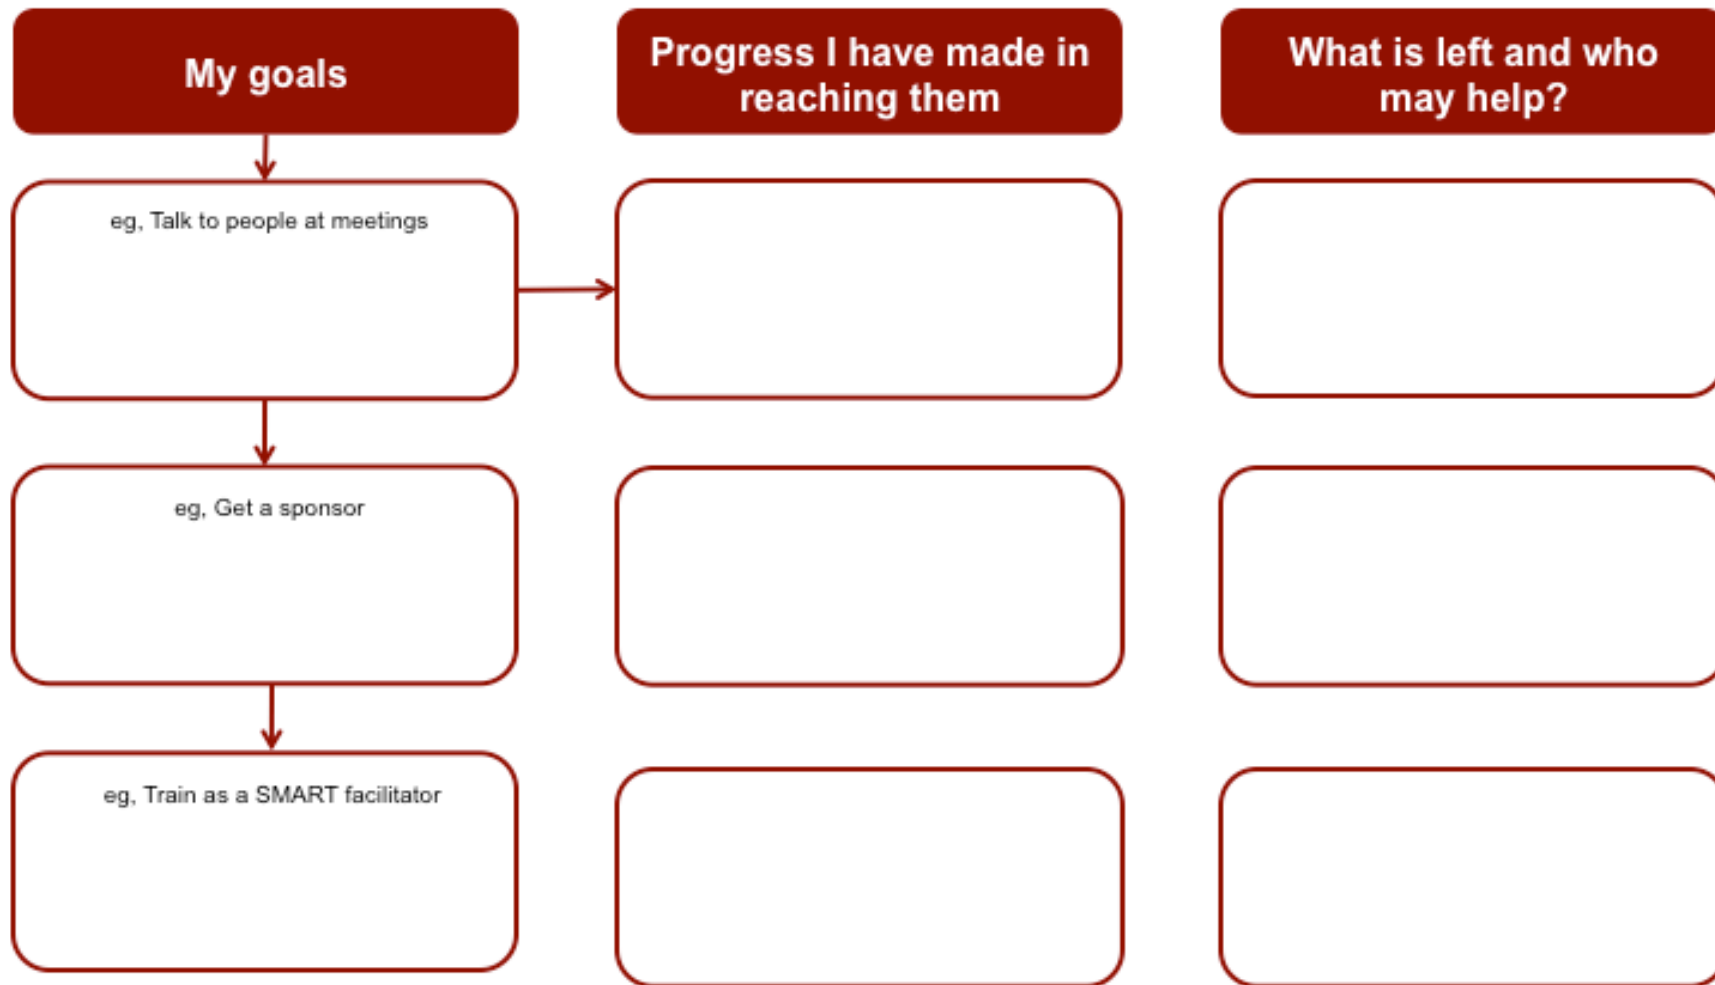 My goals
Progress I have made in
reaching them
What is left and who
may help?
eg, Talk to people at meetings
eg, Get a sponsor
eg, Train as a SMART facilitator